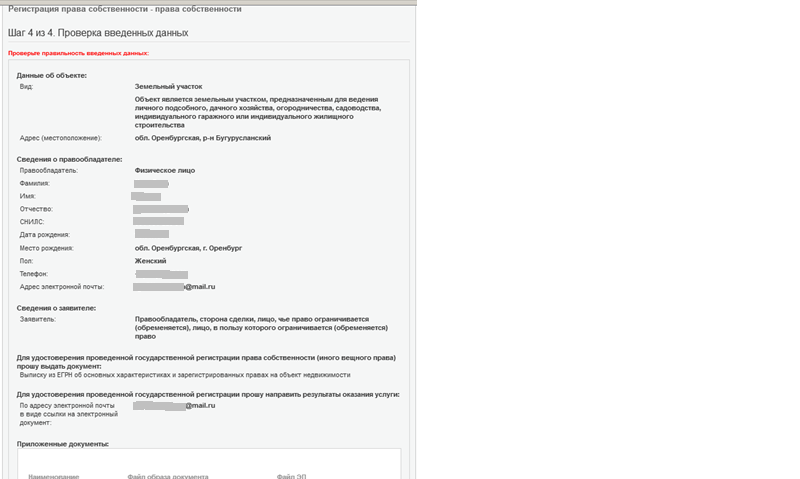 Регистрация права собственности - права собственности
Шаг 4 из 4. Проверка введенных данных
Проверьте правильность введенных данных:
Данные об объекте:
Вид: Земельный участок
Объект является земельным участком, предназначенным для ведения
личного подсобного, дачного хозяйства, огородничества, садоводства,
индивидуального гаражного или индивидуального жилищного
строительства
Адрес (местоположение): обл. Оренбургская, р-н Бугурусланский
Сведения о правообладателе:
Правообладатель: Физическое лицо
Фамилия:
Имя:
Отчество:
СНИЛС:
Дата рождения:
Место рождения: обл. Оренбургская, г. Оренбург
Пол: Женский
Телефон:
Адрес электронной почты: @mail.ru
Сведения о заявителе:
Заявитель: Правообладатель, сторона сделки, лицо, чье право ограничивается
(обременяется), лицо, в пользу которого ограничивается (обременяется)
право
Для удостоверения проведенной государственной регистрации права собственности (иного вещного права)
прошу выдать документ:
Выписку из ЕГРН об основных характеристиках и зарегистрированных правах на объект недвижимости
Для удостоверения проведенной государственной регистрации прошу направить результаты оказания услуги:
По адресу электронной почты @mail.ru
в виде ссылки на электронный
документ:
Приложенные документы:
Наименование Файл образа документа Файл ЭП